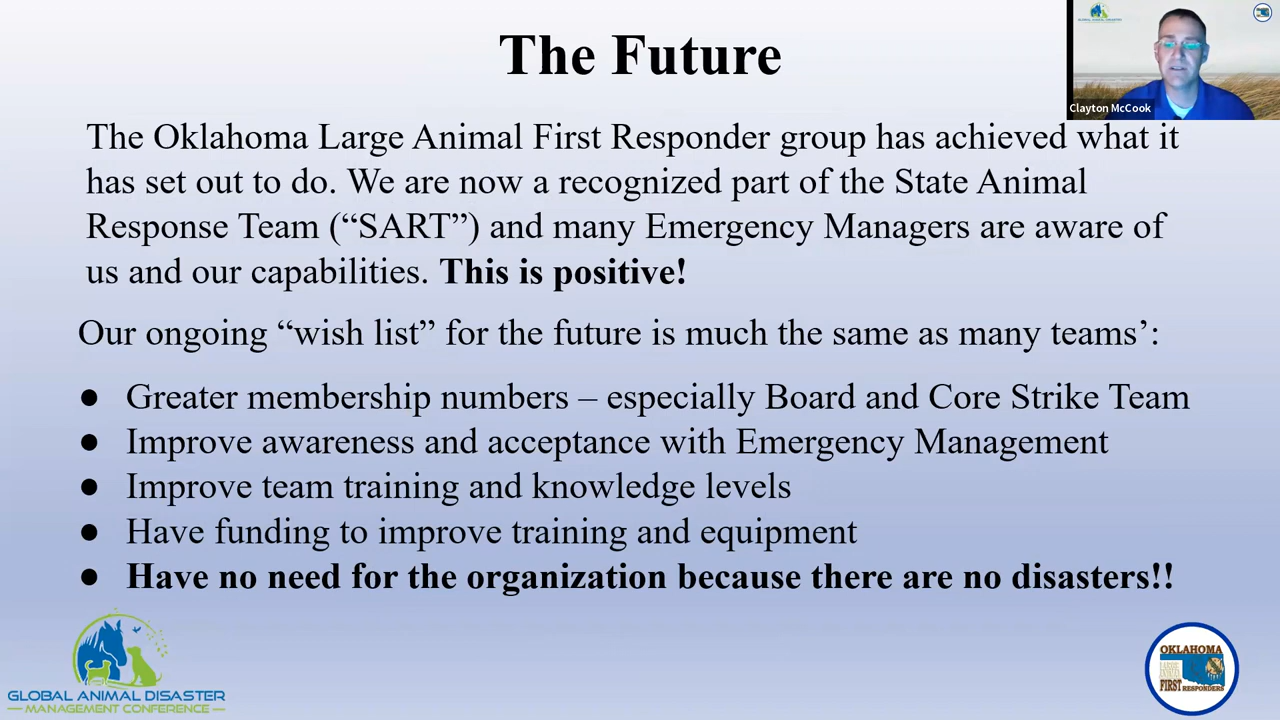 The Future
Clayton McCook
The Oklahoma Large Animal First Responder group has achieved what it
has set out to do. We are now a recognized part of the State Animal
Response Team (“SART”) and many Emergency Managers are aware of
us and our capabilities. This is positive!
Our ongoing “wish list” for the future is much the same as many teams’:
● Greater membership numbers – especially Board and Core Strike Team
● Improve awareness and acceptance with Emergency Management
● Improve team training and knowledge levels
● Have funding to improve training and equipment
● Have no need for the organization because there are no disasters!!
GLOBAL ANIMAL DISASTER
MANAGEMENT CONFERENCE
OKLAHOMA
LARGE ANIMAL
FIRST RESPONDERS